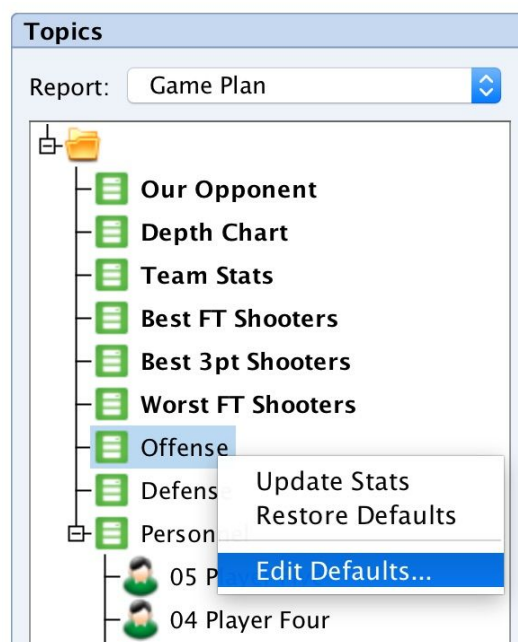 Topics
Report: Game Plan
Our Opponent
Depth Chart
Team Stats
Best FT Shooters
Best 3pt Shooters
Worst FT Shooters
Offense
Defense
Update Stats
Restore Defaults
Edit Defaults...
05
04 Player Four